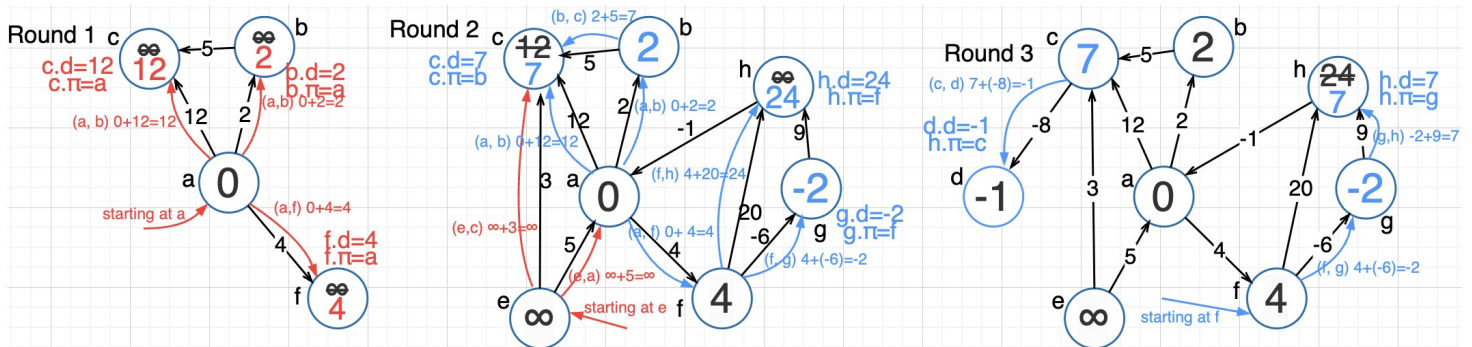 Round 1
c
∞
12
c.d=12
c.π=a
b
∞
2
b.d=2
b.π=a
5
(a,b) 0+2=2
(a, b) 0+12=12
12
2
a
0
starting at a
(a,f) 0+4=4
4
f.d=4
f.π=a
f
∞
4
Round 2
(b, c) 2+5=7
c
12
7
c.d=7
c.π=b
b
2
5
h
∞
24
h.d=24
h.π=f
2
(a,b) 0+2=2
-1
9
12
(a, b) 0+12=12
3
a
0
(f,h) 4+20=24
-2
g
g.d=-2
g.π=f
20
-6
(e,c) ∞+3=∞
5
(a, f) 0+ 4=4
4
(f, g) 4+(-6)=-2
(e,a) ∞+5=∞
e
∞
starting at e
f
4
Round 3
c
7
b
2
5
(c, d) 7+(-8)=-1
h
24
7
h.d=7
h.π=g
d.d=-1
h.π=c
-8
12
2
-1
9
(g,h) -2+9=7
d
-1
3
a
0
20
-2
g
5
4
-6
(f, g) 4+(-6)=-2
e
∞
starting at f
f
4